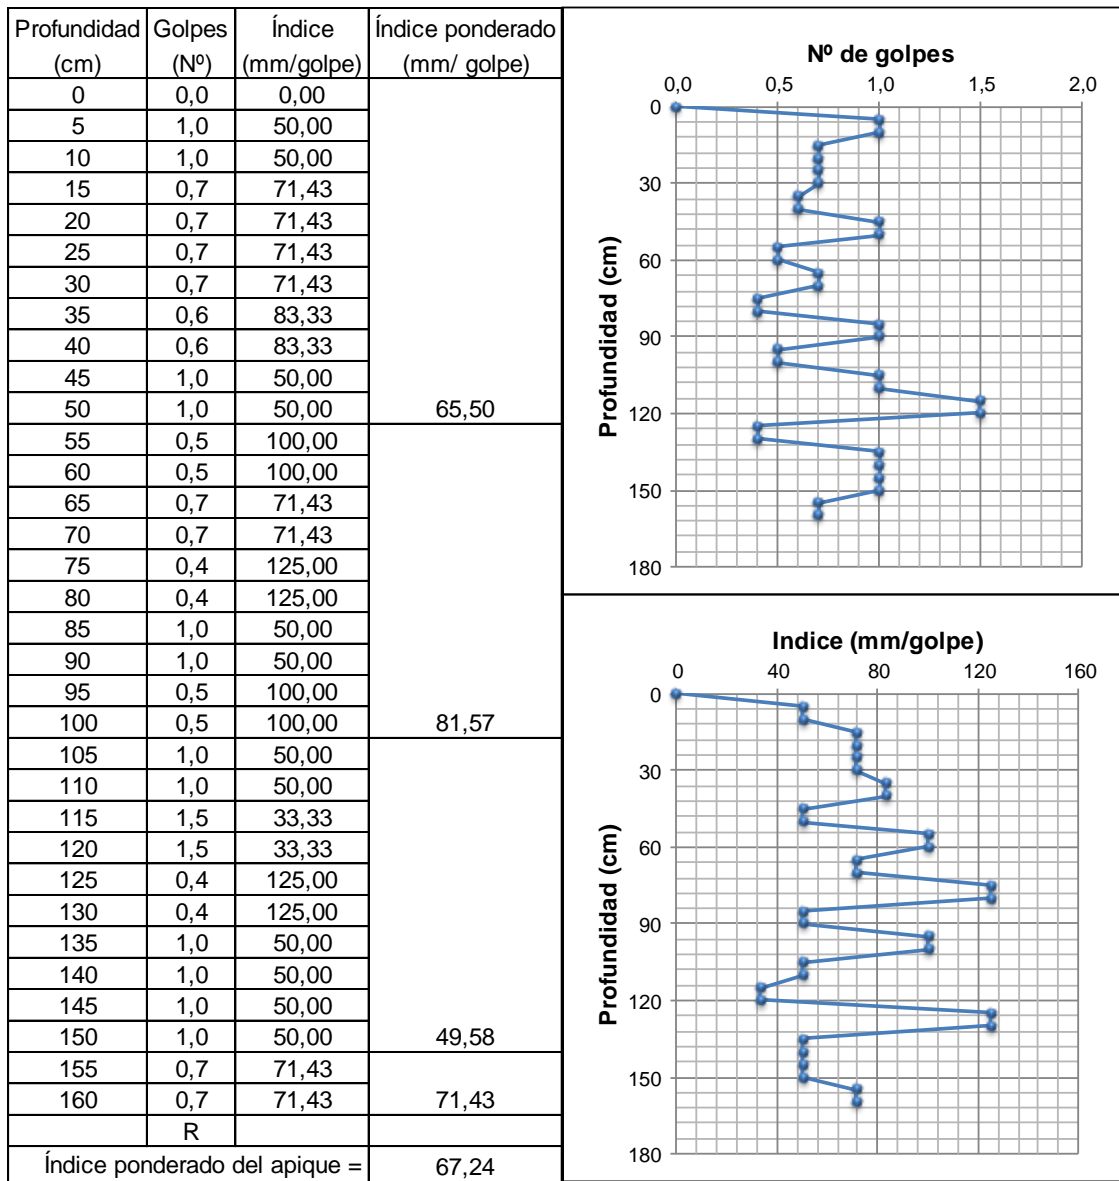 Profundidad Golpes Índice Índice ponderado
(cm) (Nº) (mm/golpe) (mm/ golpe)
0 0,0 0,00
5 1,0 50,00
10 1,0 50,00
15 0,7 71,43
20 0,7 71,43
25 0,7 71,43
30 0,7 71,43
35 0,6 83,33
40 0,6 83,33
45 1,0 50,00
50 1,0 50,00 65,50
55 0,5 100,00
60 0,5 100,00
65 0,7 71,43
70 0,7 71,43
75 0,4 125,00
80 0,4 125,00
85 1,0 50,00
90 1,0 50,00
95 0,5 100,00
100 0,5 100,00 81,57
105 1,0 50,00
110 1,0 50,00
115 1,5 33,33
120 1,5 33,33
125 0,4 125,00
130 0,4 125,00
135 1,0 50,00
140 1,0 50,00
145 1,0 50,00
150 1,0 50,00 49,58
155 0,7 71,43
160 0,7 71,43 71,43
R
Índice ponderado del apique = 67,24
Nº de golpes
0,0 0,5 1,0 1,5 2,0
0
30
60
90
120
150
180
Profundidad (cm)
Indice (mm/golpe)
0 40 80 120 160
0
30
60
90
120
150
180
Profundidad (cm)